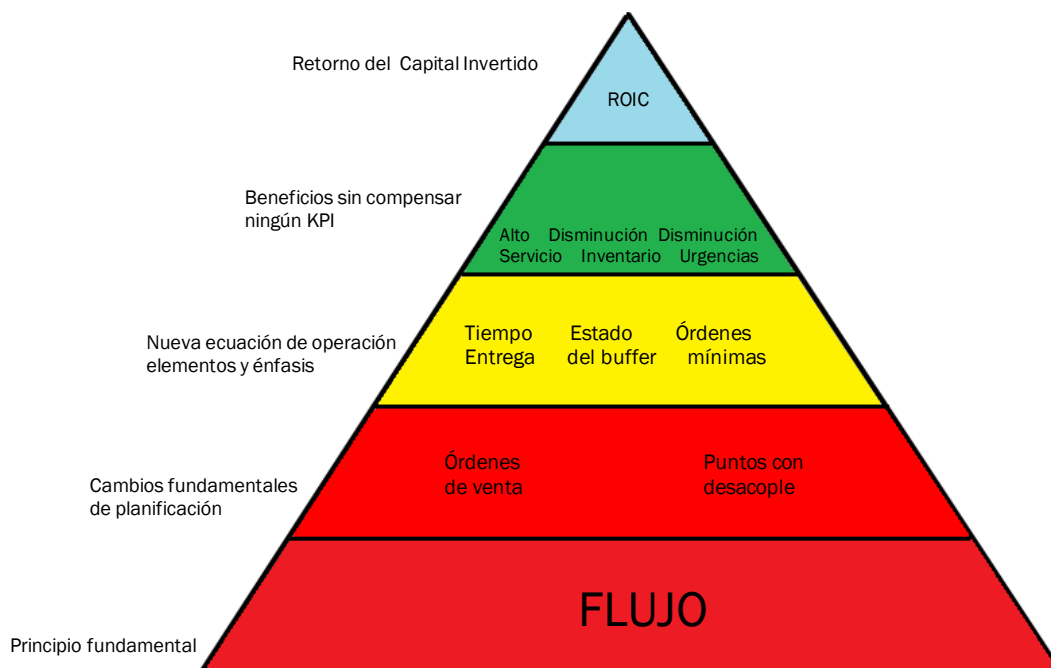 Retorno del Capital Invertido
ROIC
Beneficios sin compensar
ningún KPI
Alto Disminución Disminución
Servicio Inventario Urgencias
Nueva ecuación de operación
elementos y énfasis
Tiempo Estado Órdenes
Entrega del buffer mínimas
Cambios fundamentales
de planificación
Órdenes
de venta
Puntos con
desacople
Principio fundamental
FLUJO